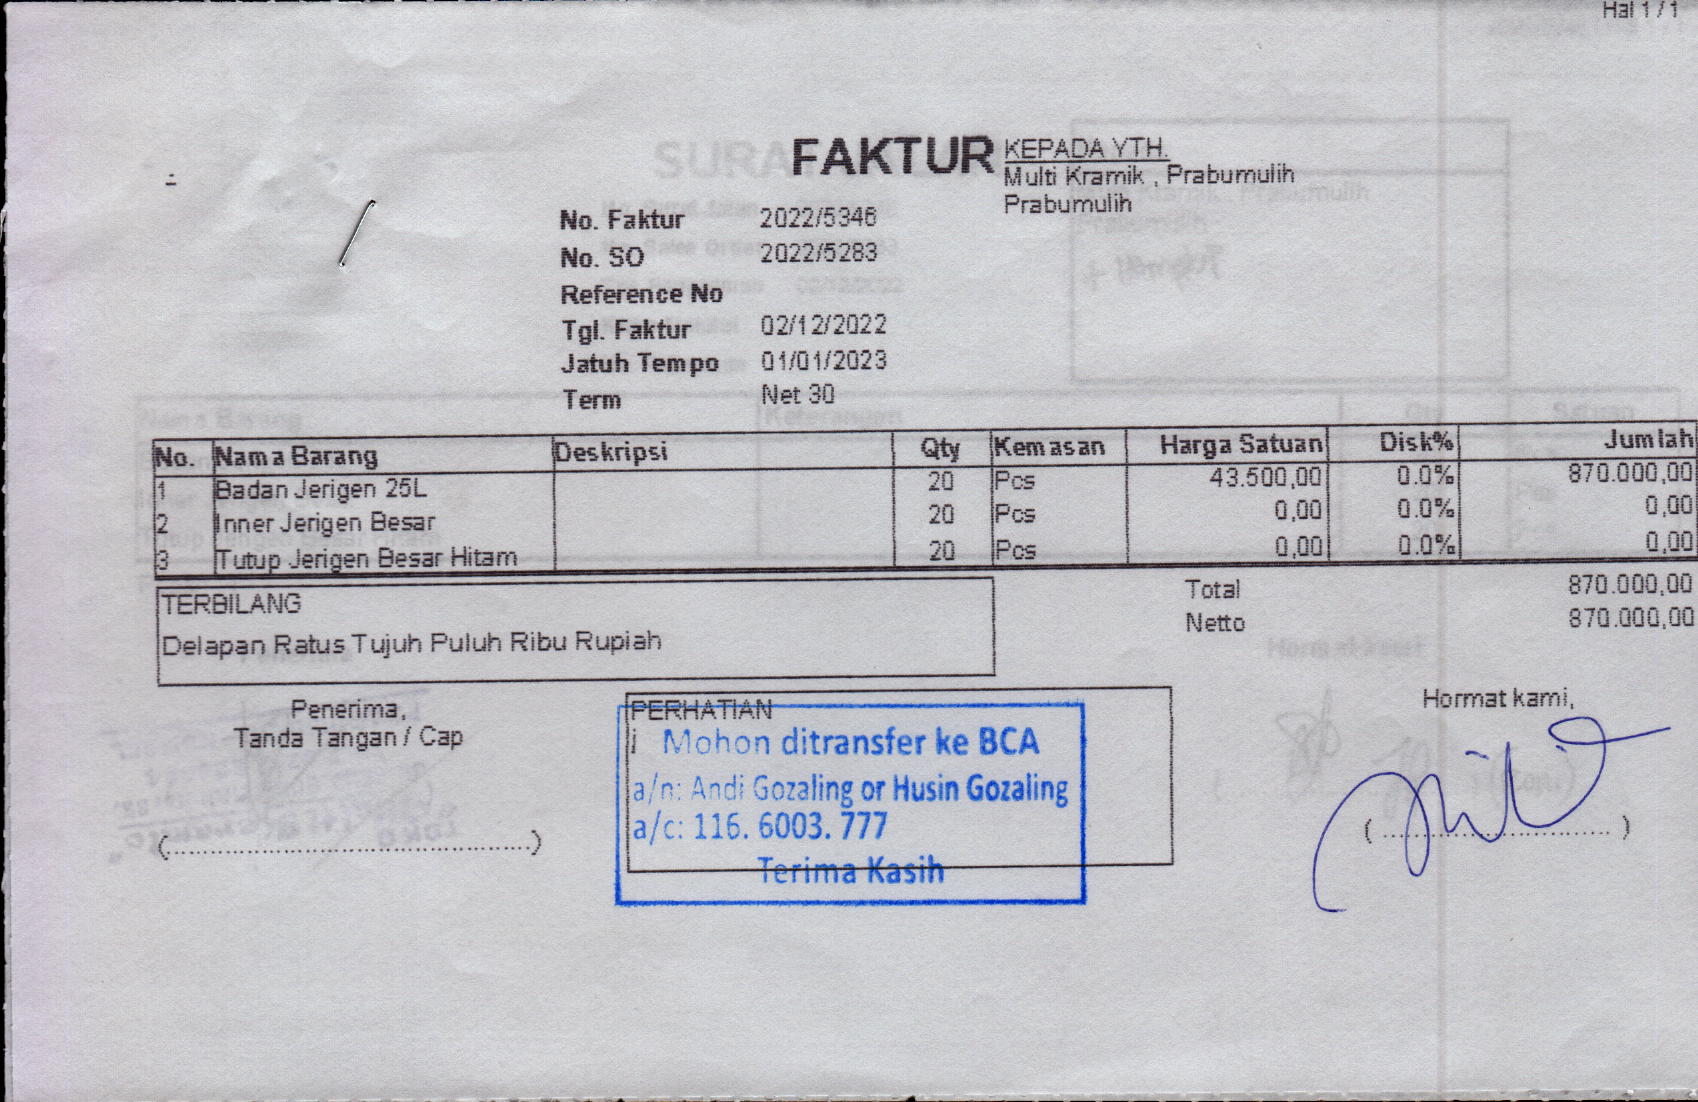 Hal 1 / 1
FAKTUR
KEPADA YTH.
Multi Kramik , Prabumulih
Prabumulih
No. Faktur 2022/5346
No. SO 2022/5283
Reference No
Tgl. Faktur 02/12/2022
Jatuh Tempo 01/01/2023
Term Net 30
No. Nama Barang Deskripsi Qty Kemasan Harga Satuan Disk% Jumlah
1 Badan Jerigen 25L 20 Pcs 43.500,00 0.0% 870.000,00
2 Inner Jerigen Besar 20 Pcs 0,00 0.0% 0,00
3 Tutup Jerigen Besar Hitam 20 Pcs 0,00 0.0% 0,00
TERBILANG
Delapan Ratus Tujuh Puluh Ribu Rupiah
Total 870.000,00
Netto 870.000,00
Penerima,
Tanda Tangan / Cap
(..........................................)
PERHATIAN
Mohon ditransfer ke BCA
a/n: Andi Gozaling or Husin Gozaling
a/c: 116. 6003. 777
Terima Kasih
Hormat kami,
(..................................)